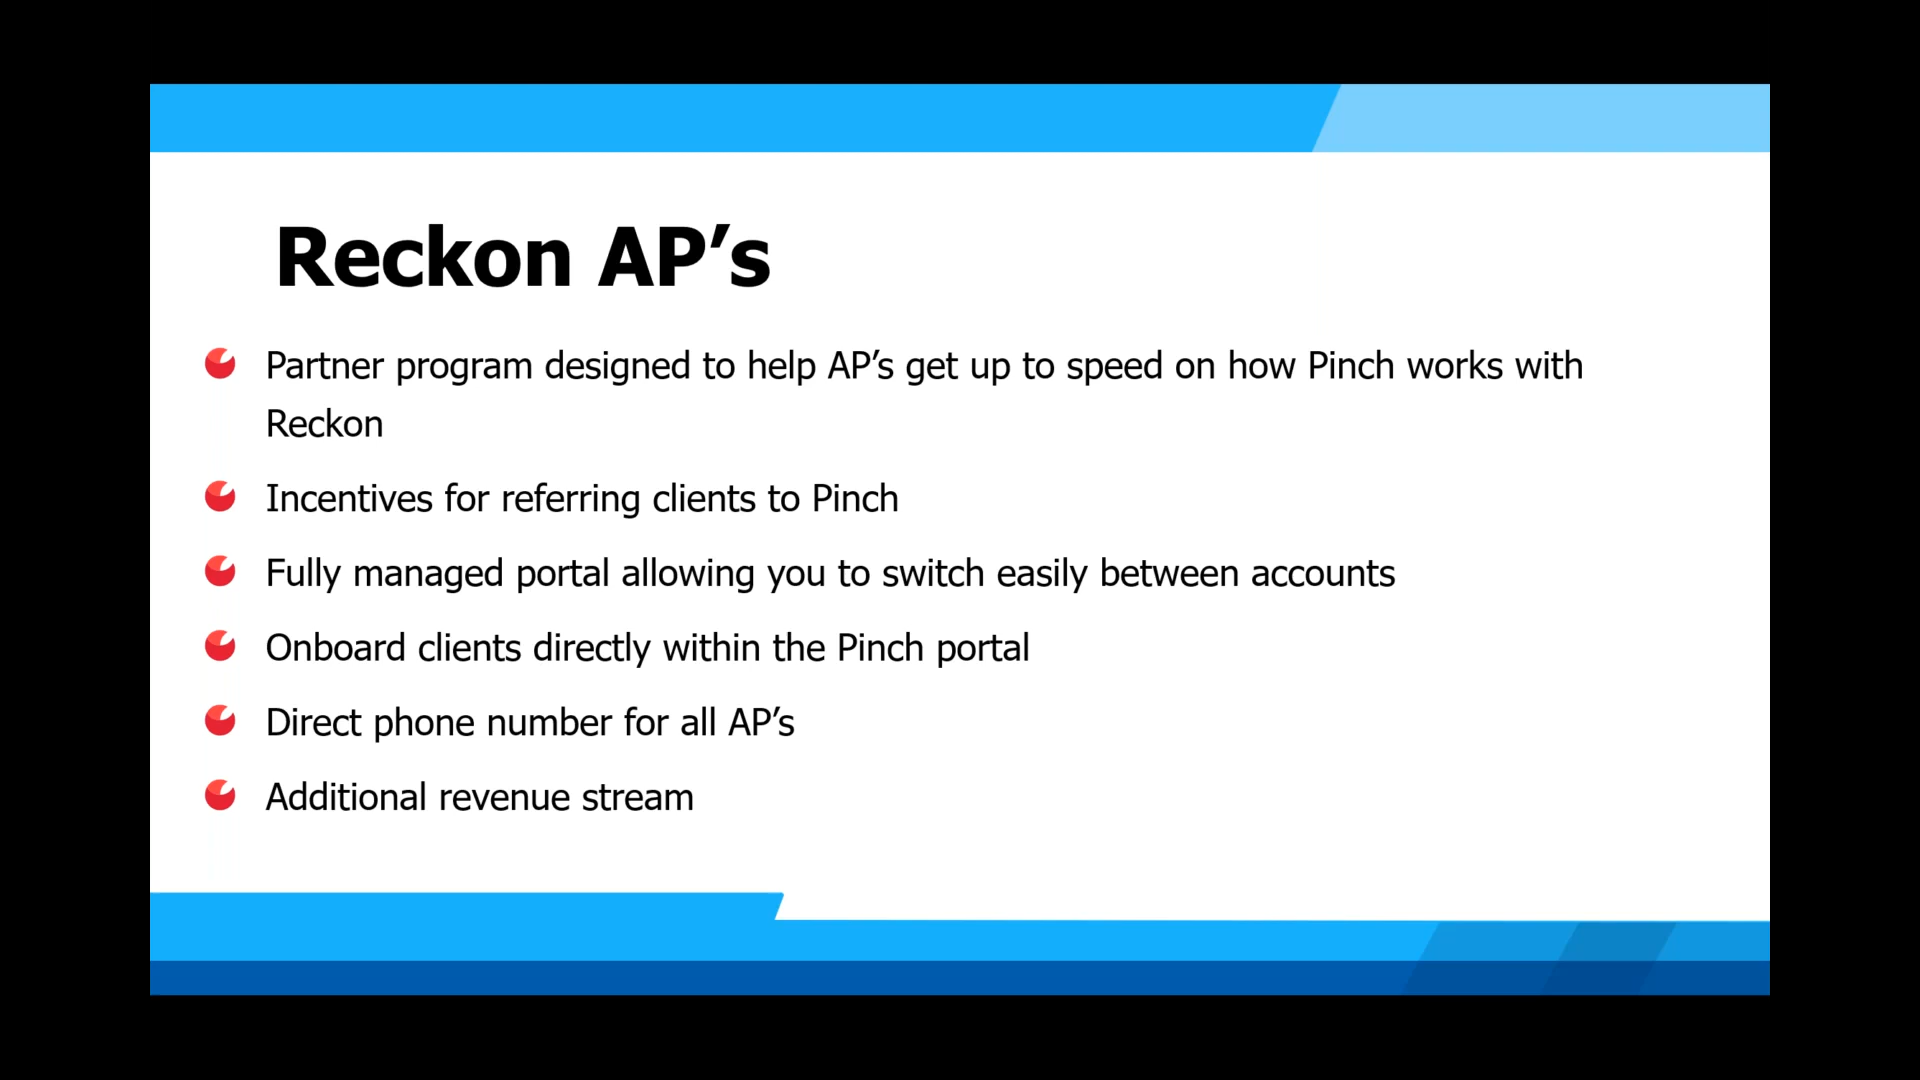 Reckon AP’s
Partner program designed to help AP’s get up to speed on how Pinch works with
Reckon
Incentives for referring clients to Pinch
Fully managed portal allowing you to switch easily between accounts
Onboard clients directly within the Pinch portal
Direct phone number for all AP’s
Additional revenue stream